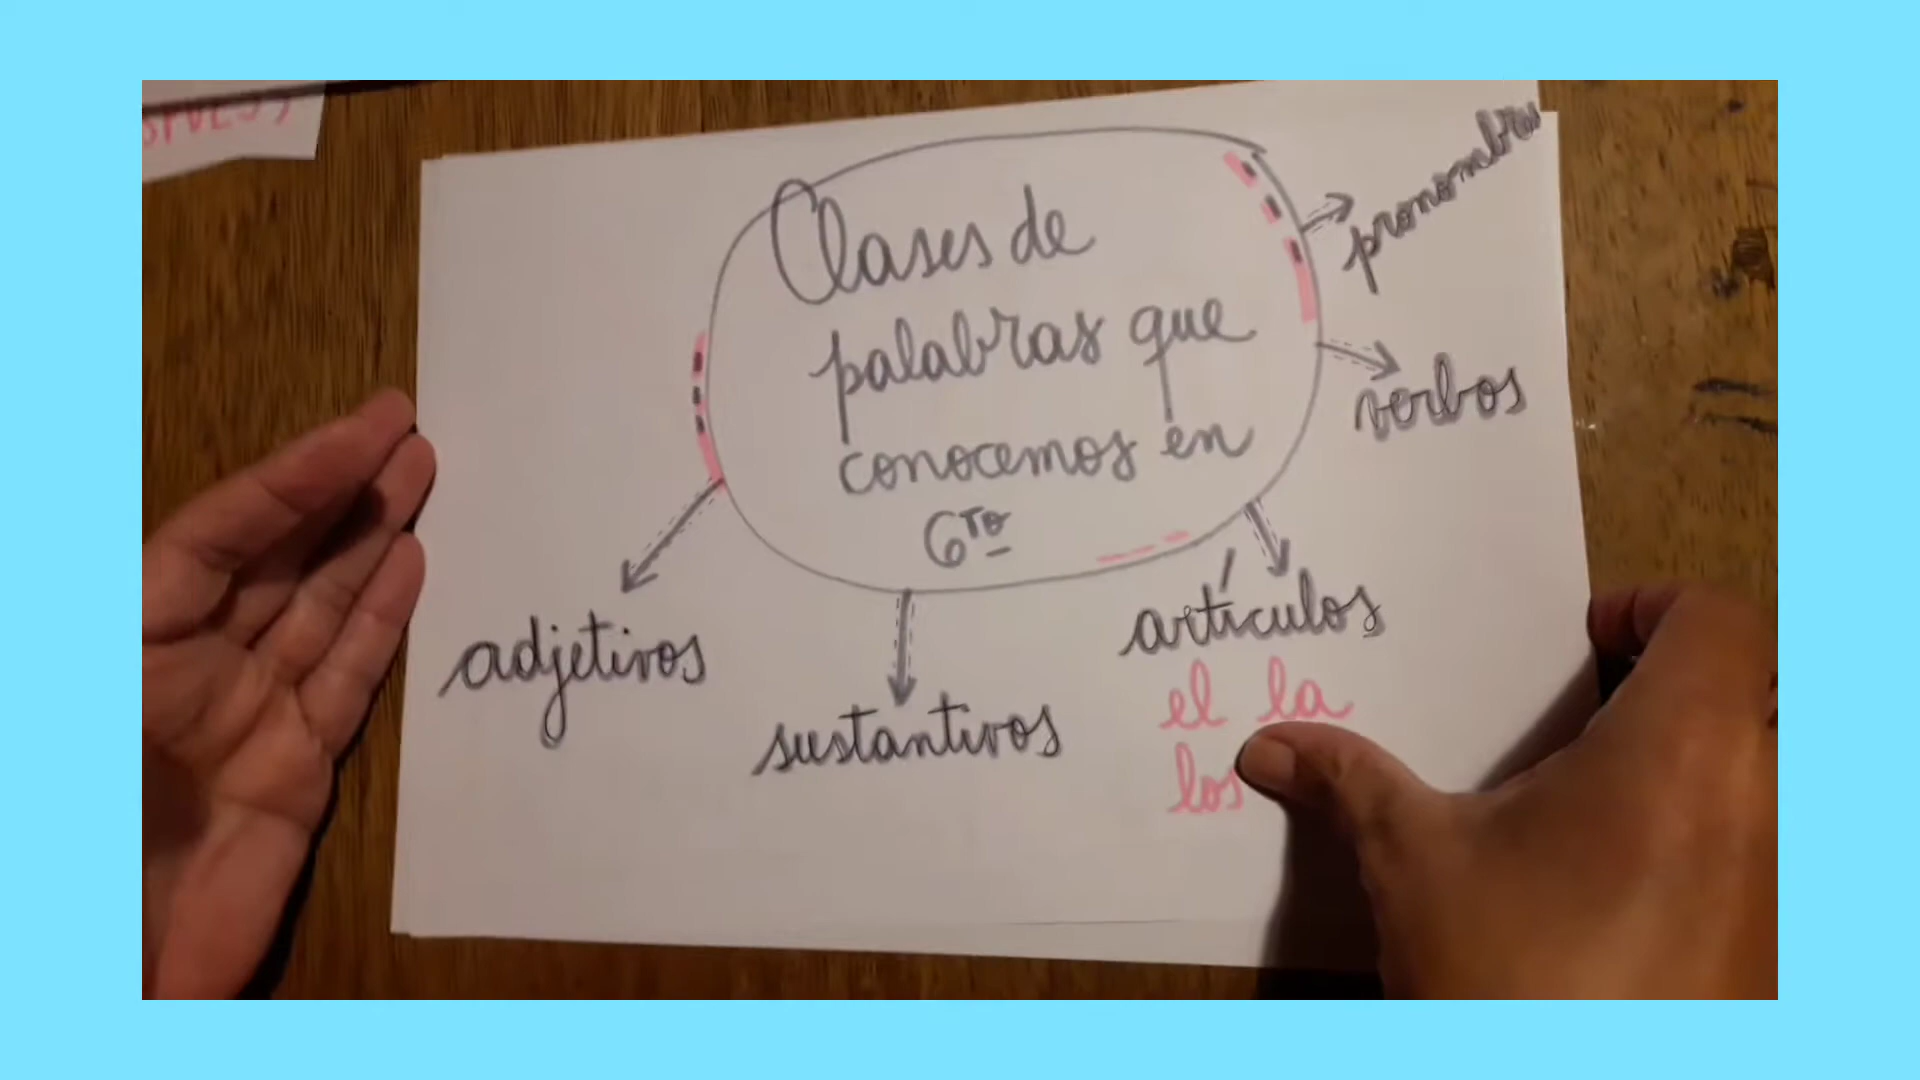 Clases de
palabras que
conocemos en
6to
pronombres
verbos
artículos
el la
los
sustantivos
adjetivos